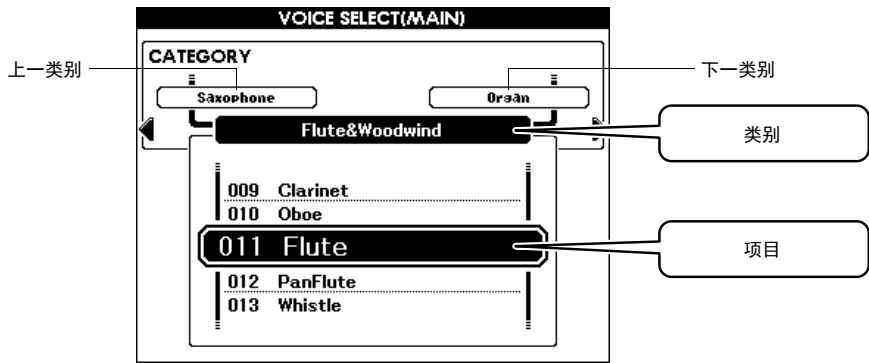 VOICE SELECT(MAIN)
CATEGORY
上一类别
下一类别
Saxophone
Organ
Flute&Woodwind
类别
009 Clarinet
010 Oboe
011 Flute
项目
012 PanFlute
013 Whistle